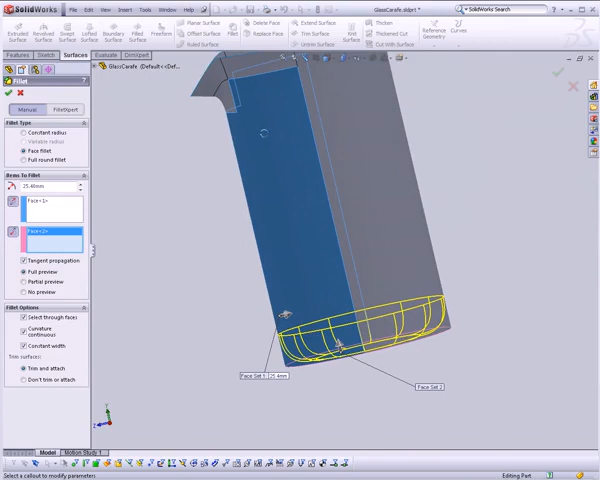 SolidWorks File Edit View Insert Tools Window Help GlassCarafe.sldprt * SolidWorks Search
Extruded Surface Revolved Surface Swept Surface Lofted Surface Boundary Surface Filled Surface Freeform
Planar Surface Offset Surface Ruled Surface
Fillet
Delete Face Replace Face
Extend Surface Trim Surface Untrim Surface
Knit Surface
Thicken Thickened Cut
Reference Geometry Curves
Features Sketch Surfaces Evaluate DimXpert
GlassCarafe (Default<<Def...
Fillet
Manual FilletXpert
Fillet Type
Constant radius
Variable radius
Face fillet
Full round fillet
Items To Fillet
Face<1>
Face<2>
Tangent propagation
Full preview
Partial preview
No preview
Fillet Options
Select through faces
Curvature continuous
Constant width
Trim surfaces:
Trim and attach
Don't trim or attach
Face Set 1: 25.4mm
Face Set 2
Model Motion Study 1
Select a callout to modify parameters Editing Part